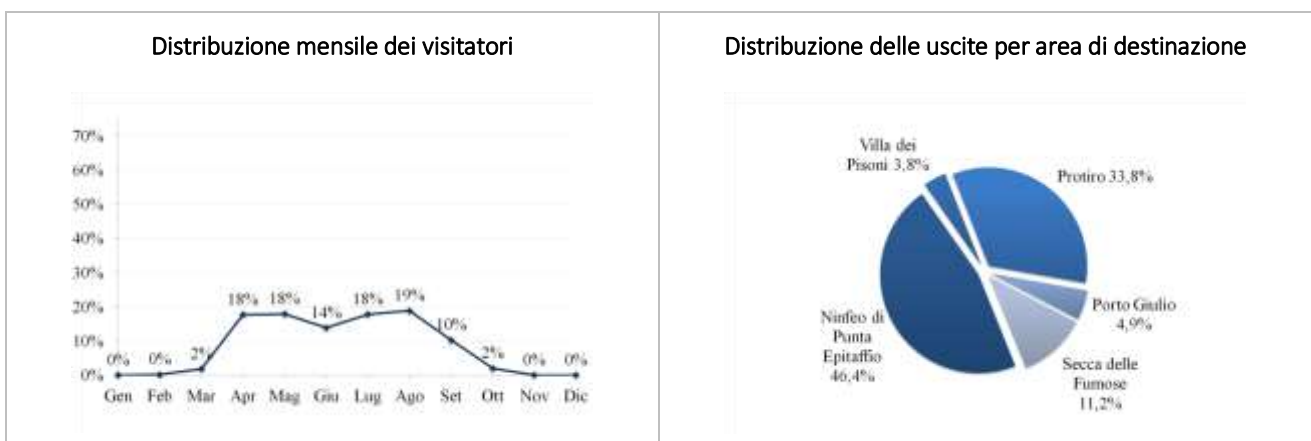 Distribuzione mensile dei visitatori
70%
60%
50%
40%
30%
20%
10%
0%
0% 0% 2% 18% 18% 14% 18% 19% 10% 2% 0% 0%
Gen Feb Mar Apr Mag Giu Lug Ago Set Ott Nov Dic
Distribuzione delle uscite per area di destinazione
Villa dei
Pisoni 3,8%
Protiro 33,8%
Porto Giulio
4,9%
Secca delle
Fumose
11,2%
Ninfeo di
Punta
Epitaffio
46,4%